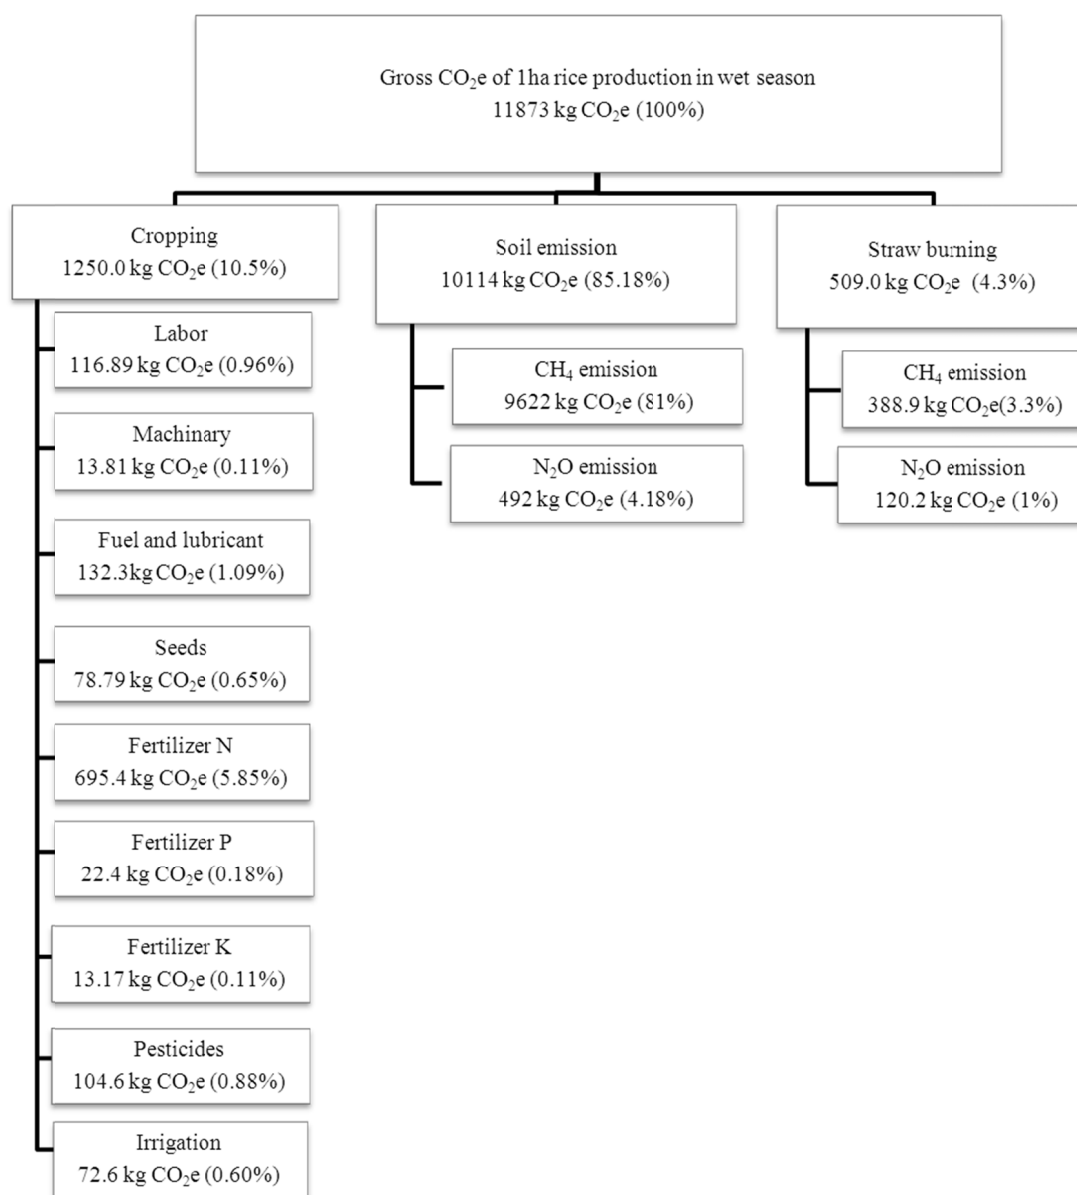 Gross CO₂e of 1ha rice production in wet season
11873 kg CO₂e (100%)
Cropping
1250.0 kg CO₂e (10.5%)
Labor
116.89 kg CO₂e (0.96%)
Machinary
13.81 kg CO₂e (0.11%)
Fuel and lubricant
132.3kg CO₂e (1.09%)
Seeds
78.79 kg CO₂e (0.65%)
Fertilizer N
695.4 kg CO₂e (5.85%)
Fertilizer P
22.4 kg CO₂e (0.18%)
Fertilizer K
13.17 kg CO₂e (0.11%)
Pesticides
104.6 kg CO₂e (0.88%)
Irrigation
72.6 kg CO₂e (0.60%)
Soil emission
10114 kg CO₂e (85.18%)
CH₄ emission
9622 kg CO₂e (81%)
N₂O emission
492 kg CO₂e (4.18%)
Straw burning
509.0 kg CO₂e (4.3%)
CH₄ emission
388.9 kg CO₂e(3.3%)
N₂O emission
120.2 kg CO₂e (1%)